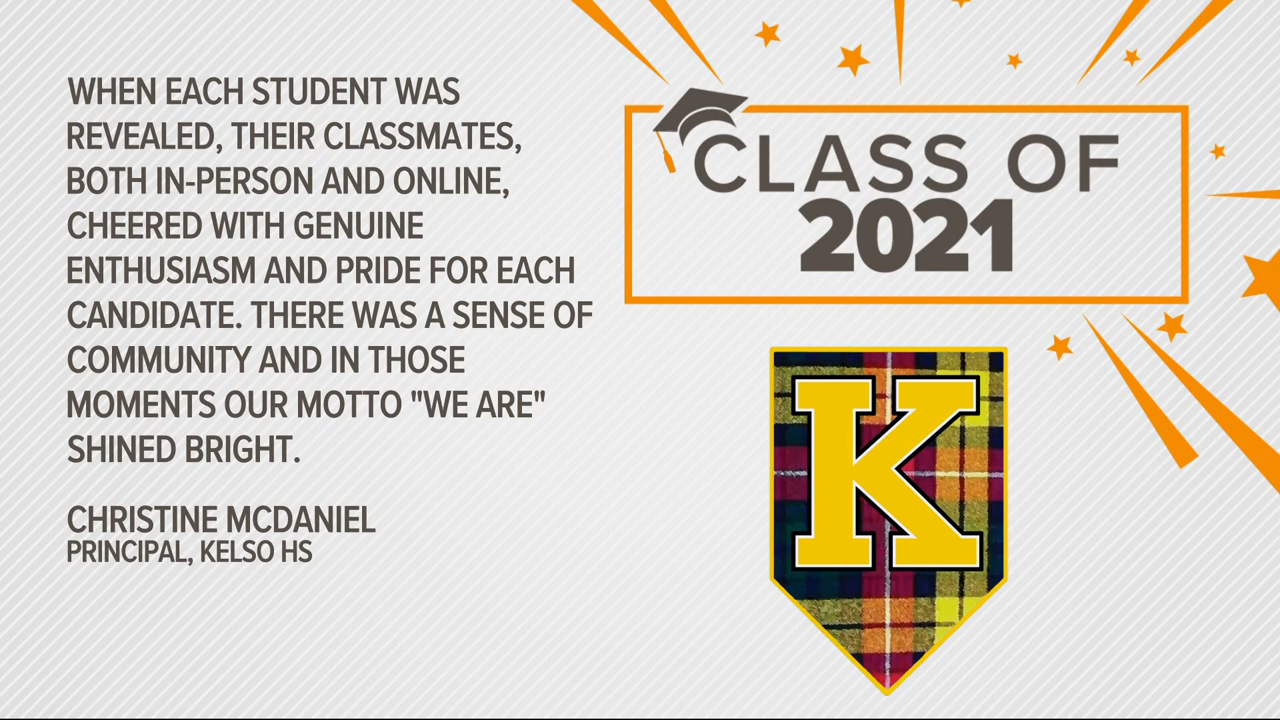 WHEN EACH STUDENT WAS
REVEALED, THEIR CLASSMATES,
BOTH IN-PERSON AND ONLINE,
CHEERED WITH GENUINE
ENTHUSIASM AND PRIDE FOR EACH
CANDIDATE. THERE WAS A SENSE OF
COMMUNITY AND IN THOSE
MOMENTS OUR MOTTO "WE ARE"
SHINED BRIGHT.
CHRISTINE MCDANIEL
PRINCIPAL, KELSO HS
CLASS OF
2021
K